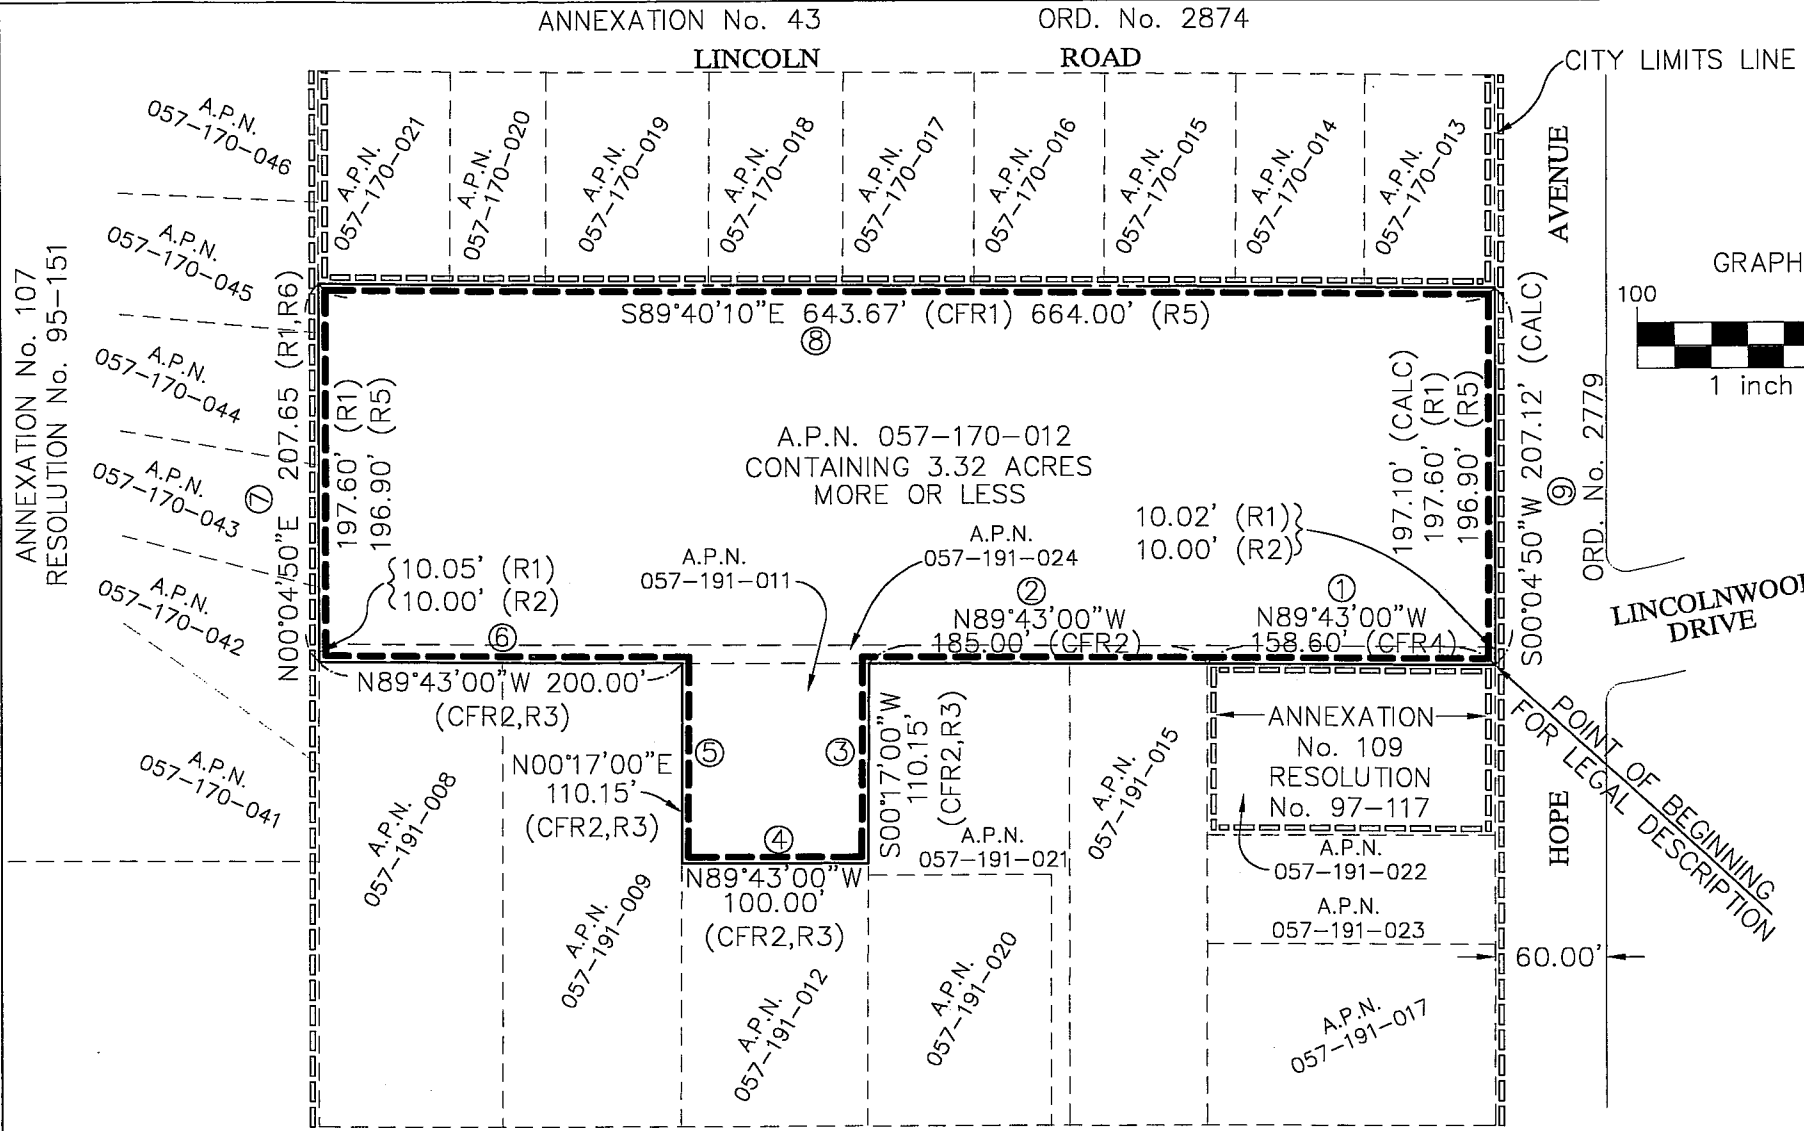 ANNEXATION No. 43 ORD. No. 2874
LINCOLN ROAD
CITY LIMITS LINE
A.P.N.
057-170-046
A.P.N.
057-170-045
A.P.N.
057-170-044
A.P.N.
057-170-043
A.P.N.
057-170-042
A.P.N.
057-170-041
ANNEXATION No. 107
RESOLUTION No. 95-151
A.P.N.
057-170-021
A.P.N.
057-170-020
A.P.N.
057-170-019
A.P.N.
057-170-018
A.P.N.
057-170-017
A.P.N.
057-170-016
A.P.N.
057-170-015
A.P.N.
057-170-014
A.P.N.
057-170-013
AVENUE
GRAPH
100
1 inch
S89°40'10"E 643.67' (CFR1) 664.00' (R5)
8
N00°04'50"E 207.65 (R1,R6)
7
197.60' (R1)
196.90' (R5)
A.P.N. 057-170-012
CONTAINING 3.32 ACRES
MORE OR LESS
197.10' (CALC)
197.60' (R1)
196.90' (R5)
S00°04'50"W 207.12' (CALC)
9
ORD. No. 2779
10.05' (R1)
10.00' (R2)
A.P.N.
057-191-011
A.P.N.
057-191-024
10.02' (R1)
10.00' (R2)
LINCOLNWOO
DRIVE
6
2
N89°43'00"W
185.00' (CFR2)
1
N89°43'00"W
158.60' (CFR4)
N89°43'00"W 200.00'
(CFR2,R3)
5
N00°17'00"E
110.15'
(CFR2,R3)
3
S00°17'00"W
110.15'
(CFR2,R3)
4
N89°43'00"W
100.00'
(CFR2,R3)
ANNEXATION
No. 109
RESOLUTION
No. 97-117
POINT OF BEGINNING
FOR LEGAL DESCRIPTION
HOPE
A.P.N.
057-191-008
A.P.N.
057-191-009
A.P.N.
057-191-012
A.P.N.
057-191-021
A.P.N.
057-191-020
A.P.N.
057-191-015
A.P.N.
057-191-022
A.P.N.
057-191-023
60.00'
A.P.N.
057-191-017